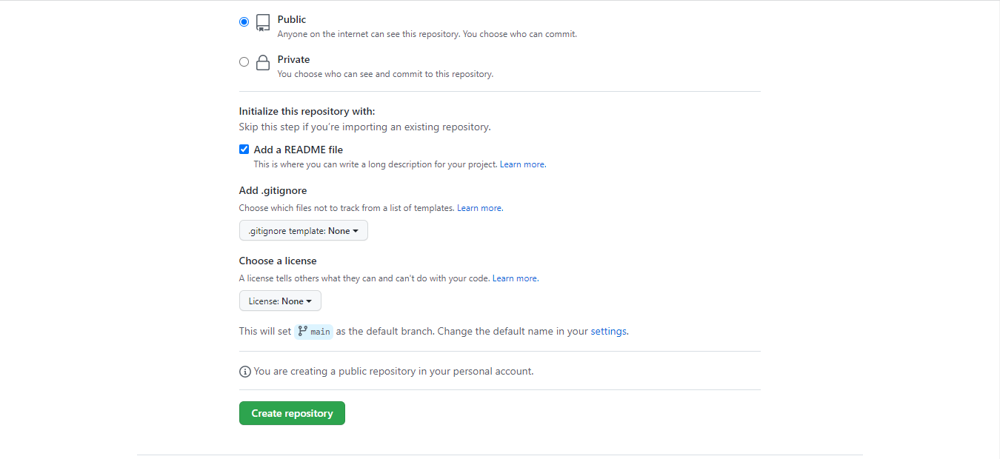 Public
Anyone on the internet can see this repository. You choose who can commit.
Private
You choose who can see and commit to this repository.
Initialize this repository with:
Skip this step if you're importing an existing repository.
Add a README file
This is where you can write a long description for your project. Learn more.
Add .gitignore
Choose which files not to track from a list of templates. Learn more.
.gitignore template: None
Choose a license
A license tells others what they can and can't do with your code. Learn more.
License: None
This will set main as the default branch. Change the default name in your settings.
You are creating a public repository in your personal account.
Create repository